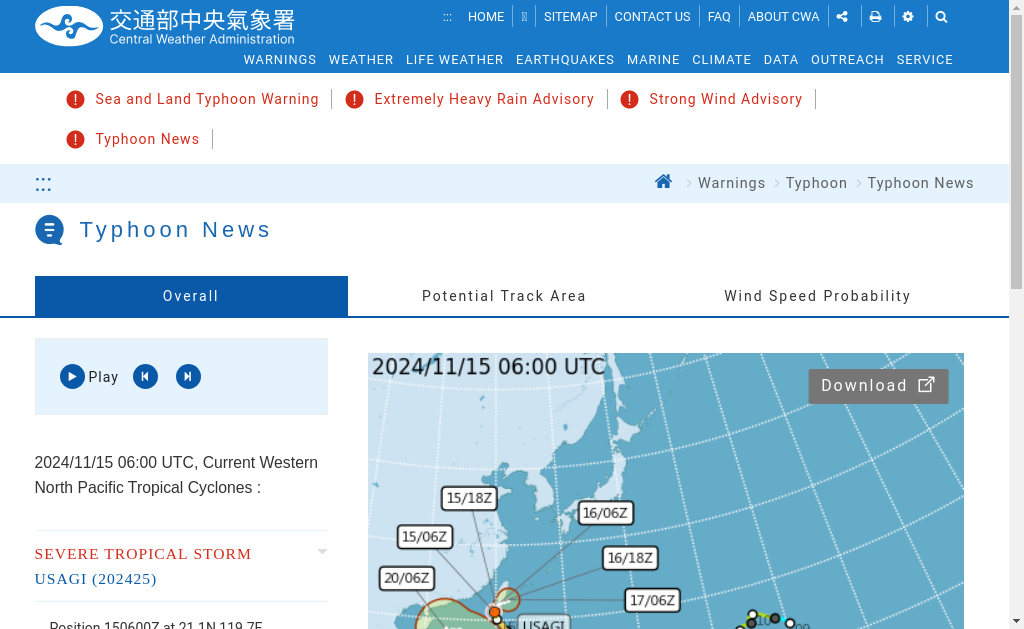 交通部中央氣象署
Central Weather Administration
::: HOME SITEMAP CONTACT US FAQ ABOUT CWA
WARNINGS WEATHER LIFE WEATHER EARTHQUAKES MARINE CLIMATE DATA OUTREACH SERVICE
Sea and Land Typhoon Warning
Extremely Heavy Rain Advisory
Strong Wind Advisory
Typhoon News
:::
Warnings Typhoon Typhoon News
Typhoon News
Overall
Potential Track Area
Wind Speed Probability
Play
2024/11/15 06:00 UTC
Download
2024/11/15 06:00 UTC, Current Western
North Pacific Tropical Cyclones :
SEVERE TROPICAL STORM
USAGI (202425)
Position 150600Z at 21.1N 119.7E
15/18Z
16/06Z
15/06Z
16/18Z
20/06Z
17/06Z
USAGI